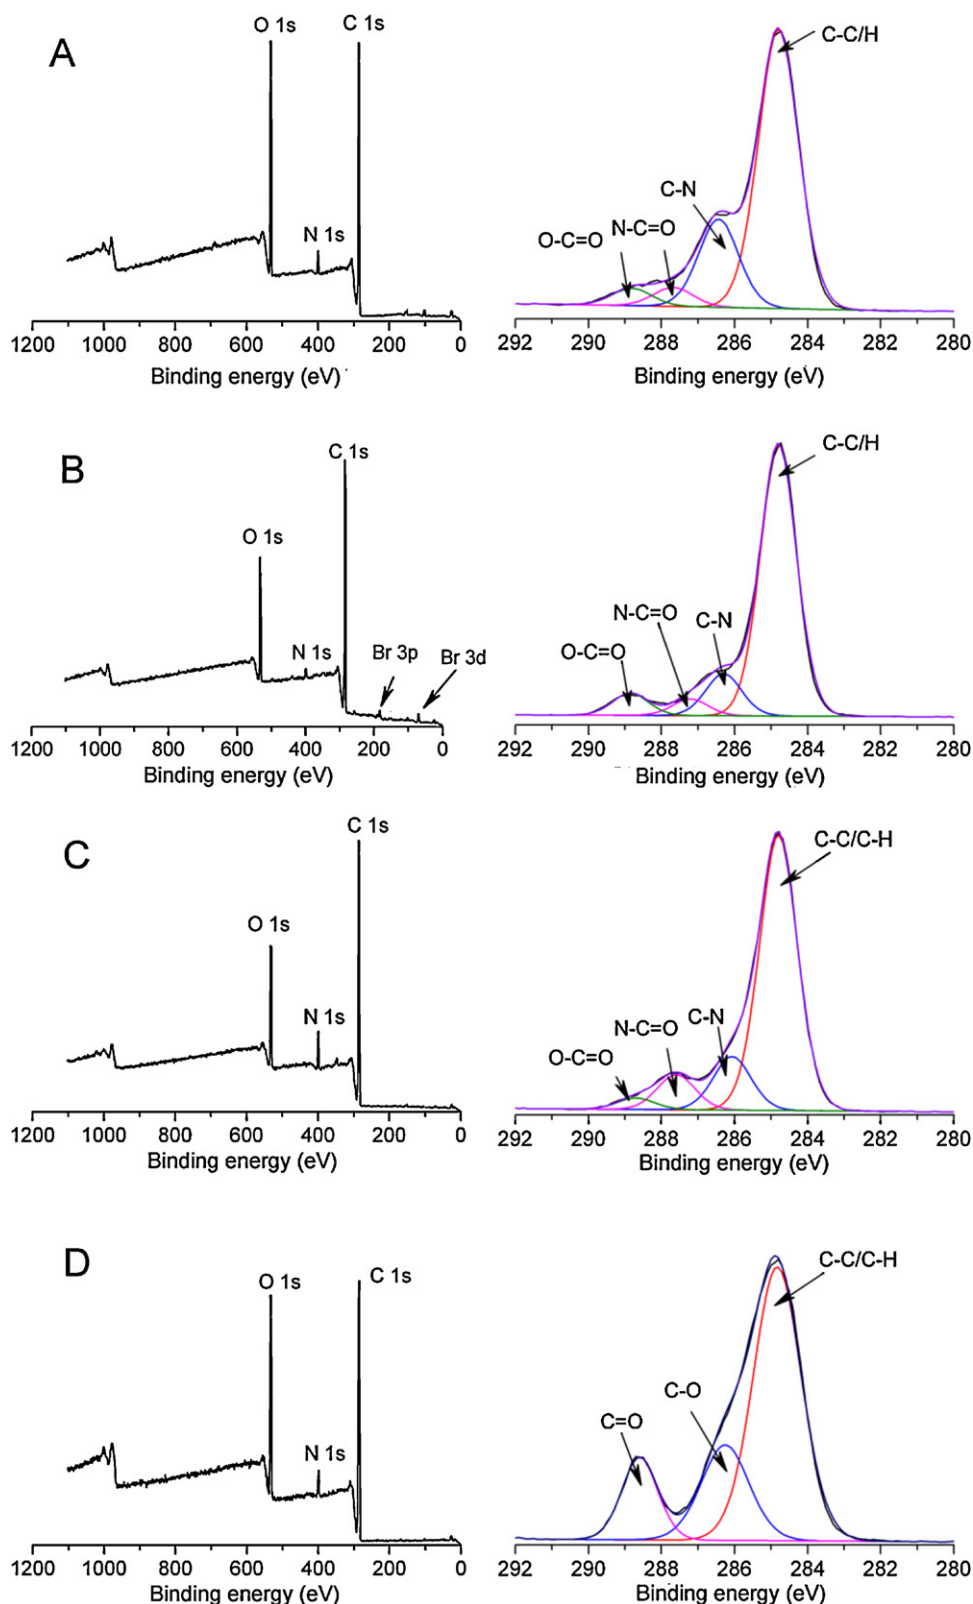 A
O 1s
C 1s
N 1s
1200 1000 800 600 400 200 0
Binding energy (eV)
C-C/H
C-N
N-C=O
O-C=O
292 290 288 286 284 282 280
Binding energy (eV)
B
C 1s
O 1s
N 1s
Br 3p
Br 3d
1200 1000 800 600 400 200 0
Binding energy (eV)
C-C/H
N-C=O
C-N
O-C=O
292 290 288 286 284 282 280
Binding energy (eV)
C
C 1s
O 1s
N 1s
1200 1000 800 600 400 200 0
Binding energy (eV)
C-C/C-H
C-N
N-C=O
O-C=O
292 290 288 286 284 282 280
Binding energy (eV)
D
O 1s
C 1s
N 1s
1200 1000 800 600 400 200 0
Binding energy (eV)
C-C/C-H
C-O
C=O
292 290 288 286 284 282 280
Binding energy (eV)